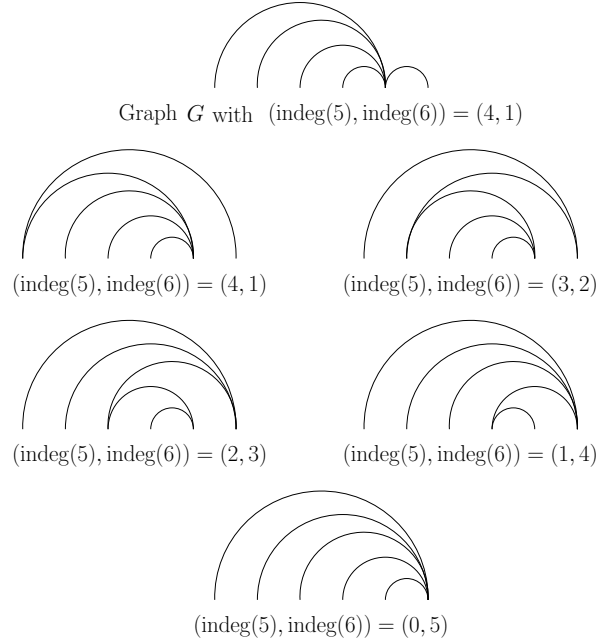 Graph G with (indeg(5), indeg(6)) = (4, 1)
(indeg(5), indeg(6)) = (4, 1)
(indeg(5), indeg(6)) = (3, 2)
(indeg(5), indeg(6)) = (2, 3)
(indeg(5), indeg(6)) = (1, 4)
(indeg(5), indeg(6)) = (0, 5)